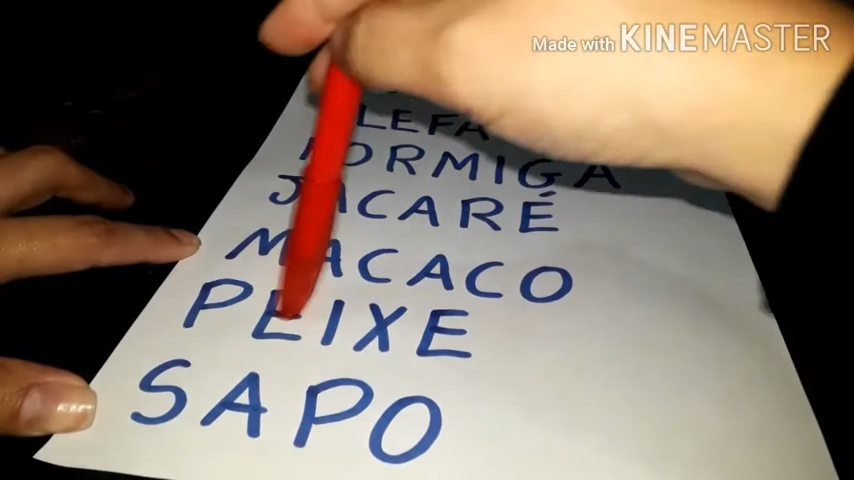 Made with KINEMASTER
FORMIGA
JACARÉ
MACACO
PEIXE
SAPO